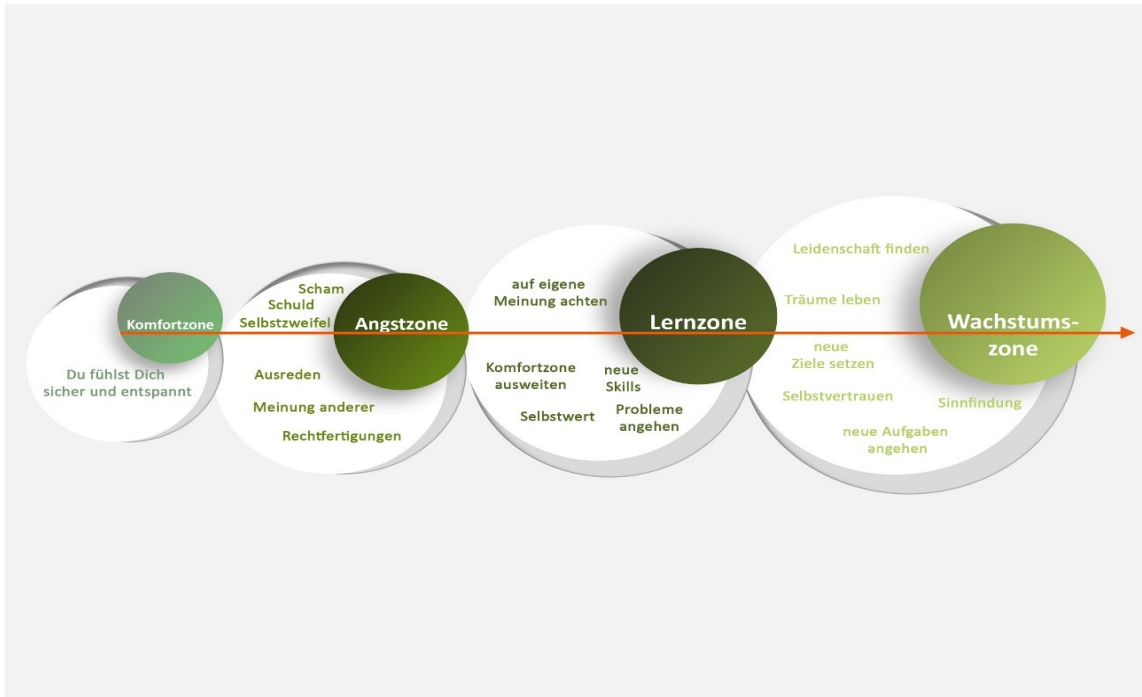 Du fühlst Dich
sicher und entspannt
Komfortzone
Scham
Schuld
Selbstzweifel
Ausreden
Meinung anderer
Rechtfertigungen
Angstzone
auf eigene
Meinung achten
Komfortzone
ausweiten
neue
Skills
Selbstwert
Probleme
angehen
Lernzone
Leidenschaft finden
Träume leben
neue
Ziele setzen
Selbstvertrauen
Sinnfindung
neue Aufgaben
angehen
Wachstums-
zone